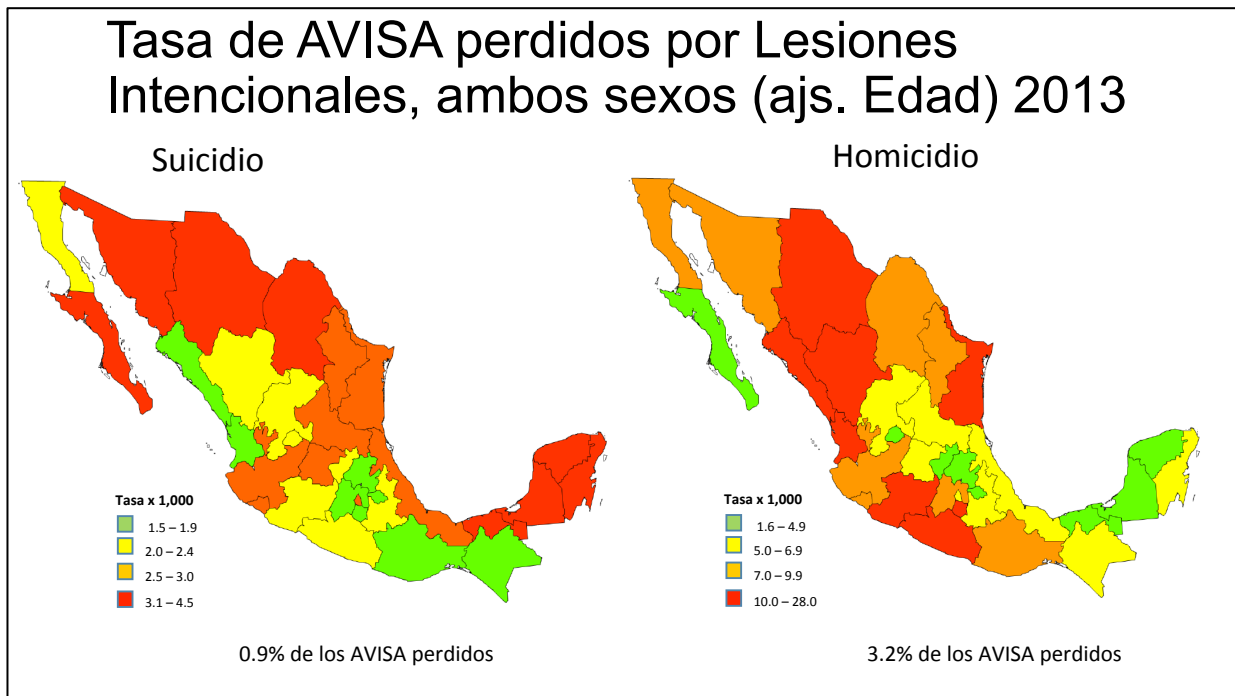 Tasa de AVISA perdidos por Lesiones
Intencionales, ambos sexos (ajs. Edad) 2013
Suicidio
Tasa x 1,000
1.5 – 1.9
2.0 – 2.4
2.5 – 3.0
3.1 – 4.5
0.9% de los AVISA perdidos
Homicidio
Tasa x 1,000
1.6 – 4.9
5.0 – 6.9
7.0 – 9.9
10.0 – 28.0
3.2% de los AVISA perdidos